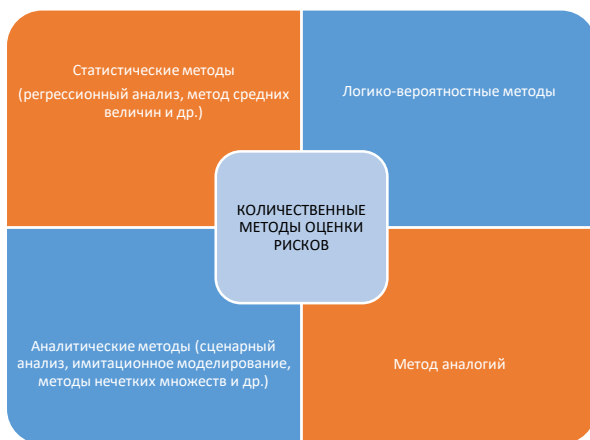 Статистические методы
(регрессионный анализ, метод средних
величин и др.)
Логико-вероятностные методы
КОЛИЧЕСТВЕННЫЕ
МЕТОДЫ ОЦЕНКИ
РИСКОВ
Аналитические методы (сценарный
анализ, имитационное моделирование,
методы нечетких множеств и др.)
Метод аналогий